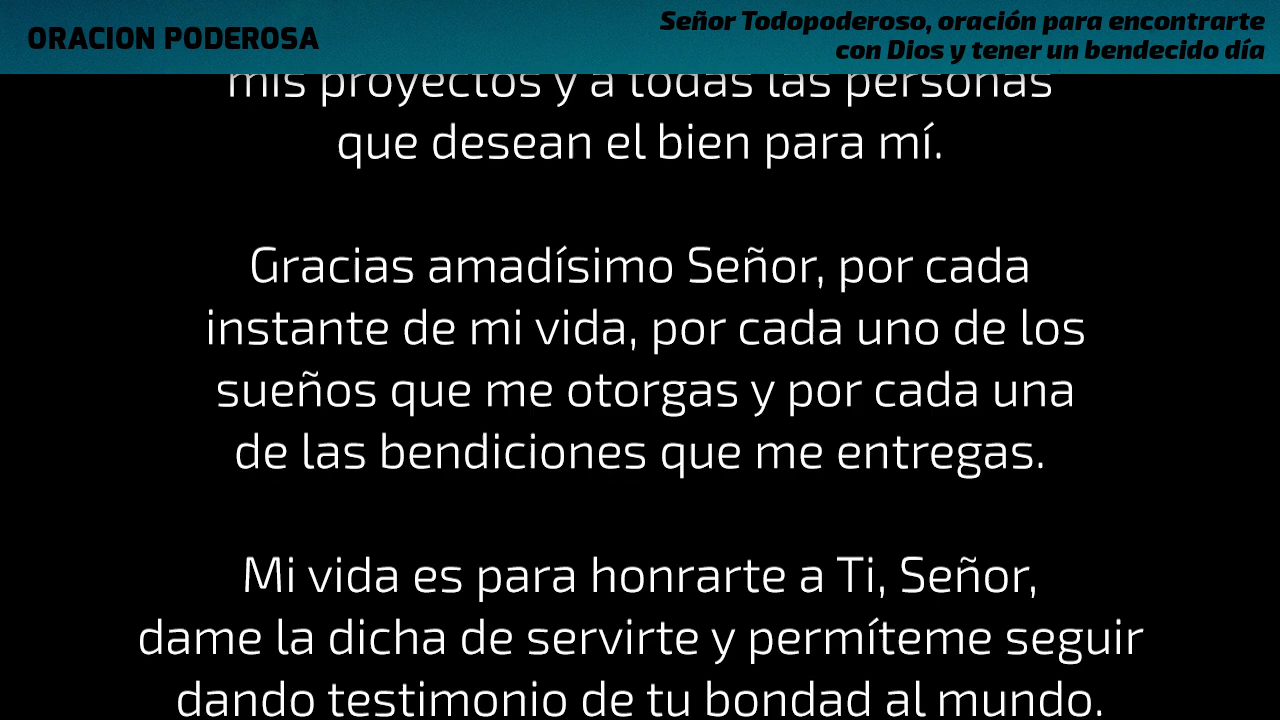 ORACION PODEROSA
Señor Todopoderoso, oración para encontrarte
con Dios y tener un bendecido día
mis proyectos y a todas las personas
que desean el bien para mí.
Gracias amadísimo Señor, por cada
instante de mi vida, por cada uno de los
sueños que me otorgas y por cada una
de las bendiciones que me entregas.
Mi vida es para honrarte a Ti, Señor,
dame la dicha de servirte y permíteme seguir
dando testimonio de tu bondad al mundo.